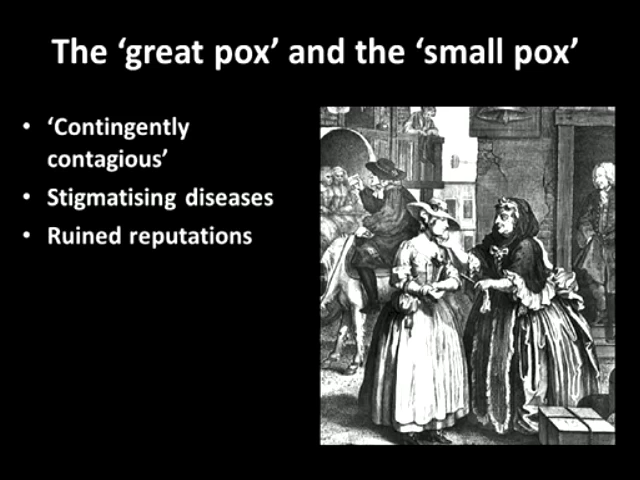 The ‘great pox’ and the ‘small pox’
• ‘Contingently
contagious’
• Stigmatising diseases
• Ruined reputations